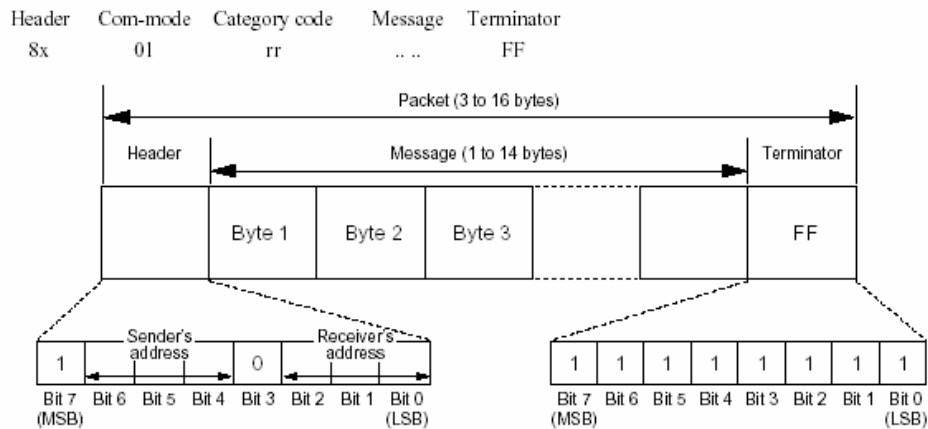 Header Com-mode Category code Message Terminator
8x 01 rr .. .. FF
Packet (3 to 16 bytes)
Header Message (1 to 14 bytes) Terminator
Byte 1 Byte 2 Byte 3 FF
Sender's address Receiver's address
1 0 1 1 1 1 1 1 1 1
Bit 7 Bit 6 Bit 5 Bit 4 Bit 3 Bit 2 Bit 1 Bit 0 Bit 7 Bit 6 Bit 5 Bit 4 Bit 3 Bit 2 Bit 1 Bit 0
(MSB) (LSB) (MSB) (LSB)